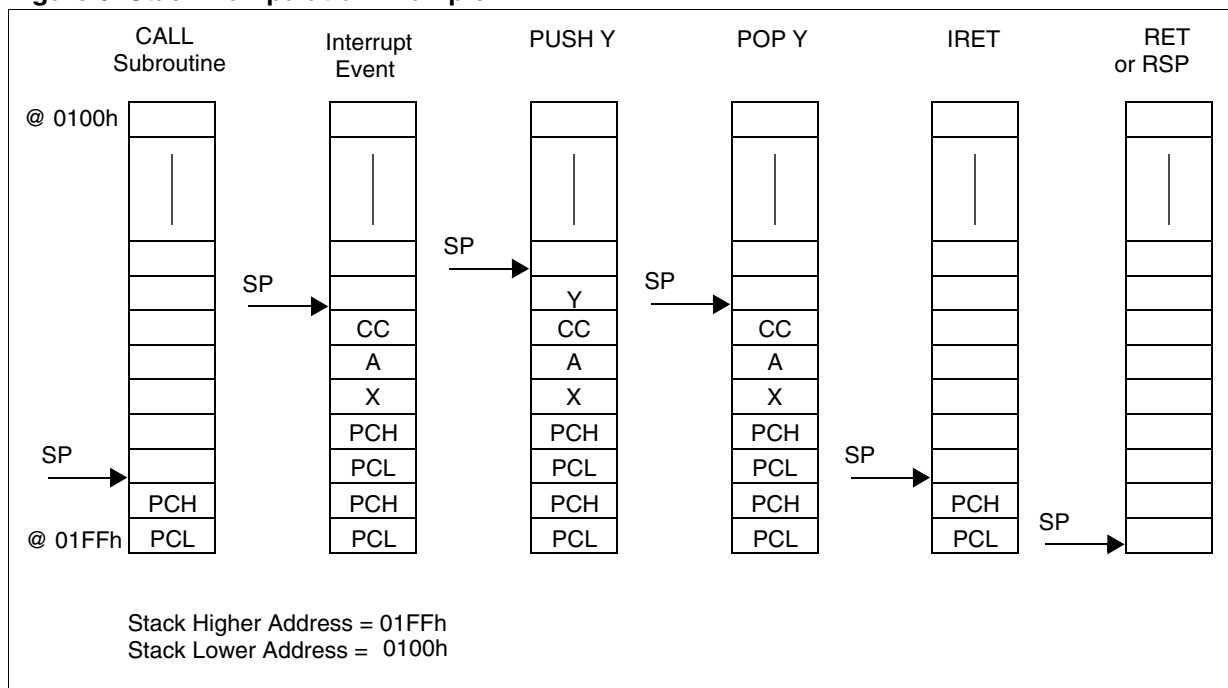 CALL Subroutine
Interrupt Event
PUSH Y
POP Y
IRET
RET or RSP
@ 0100h
SP
SP
SP
Y
CC
CC
CC
A
A
A
X
X
X
PCH
PCH
PCH
SP
PCL
PCL
PCL
SP
PCH
PCH
PCH
PCH
PCH
SP
@ 01FFh
PCL
PCL
PCL
PCL
PCL
Stack Higher Address = 01FFh
Stack Lower Address = 0100h